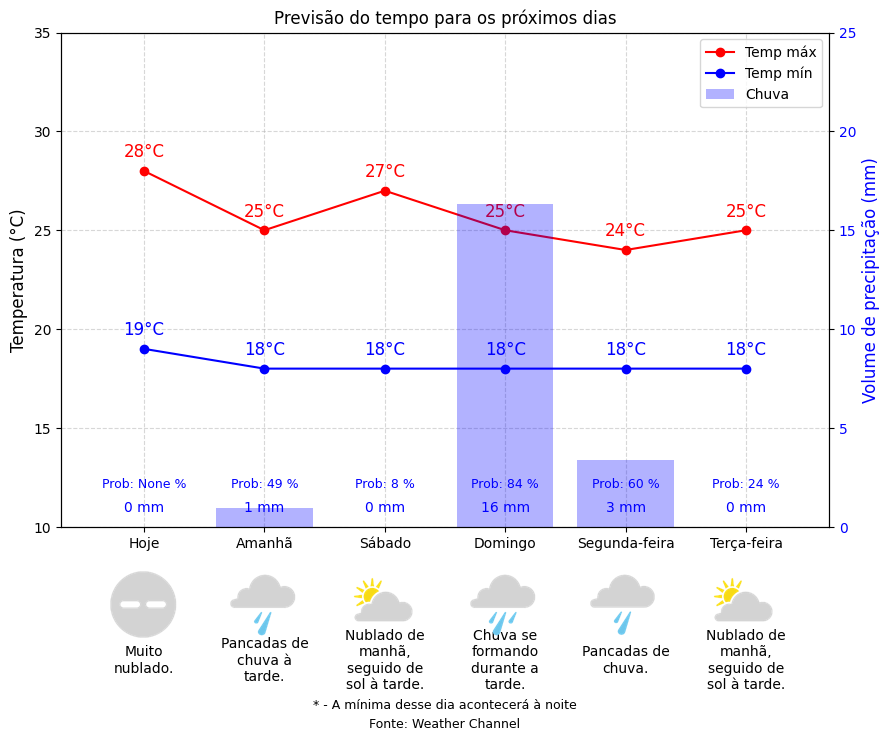 Previsão do tempo para os próximos dias
Temp máx
Temp mín
Chuva
Temperatura (°C)
35
30
25
20
15
10
Volume de precipitação (mm)
25
20
15
10
5
0
28°C
25°C
27°C
25°C
24°C
25°C
19°C
18°C
18°C
18°C
18°C
18°C
Prob: None %
Prob: 49 %
Prob: 8 %
Prob: 84 %
Prob: 60 %
Prob: 24 %
0 mm
1 mm
0 mm
16 mm
3 mm
0 mm
Hoje
Amanhã
Sábado
Domingo
Segunda-feira
Terça-feira
Muito
nublado.
Pancadas de
chuva à
tarde.
Nublado de
manhã,
seguido de
sol à tarde.
Chuva se
formando
durante a
tarde.
Pancadas de
chuva.
Nublado de
manhã,
seguido de
sol à tarde.
* - A mínima desse dia acontecerá à noite
Fonte: Weather Channel